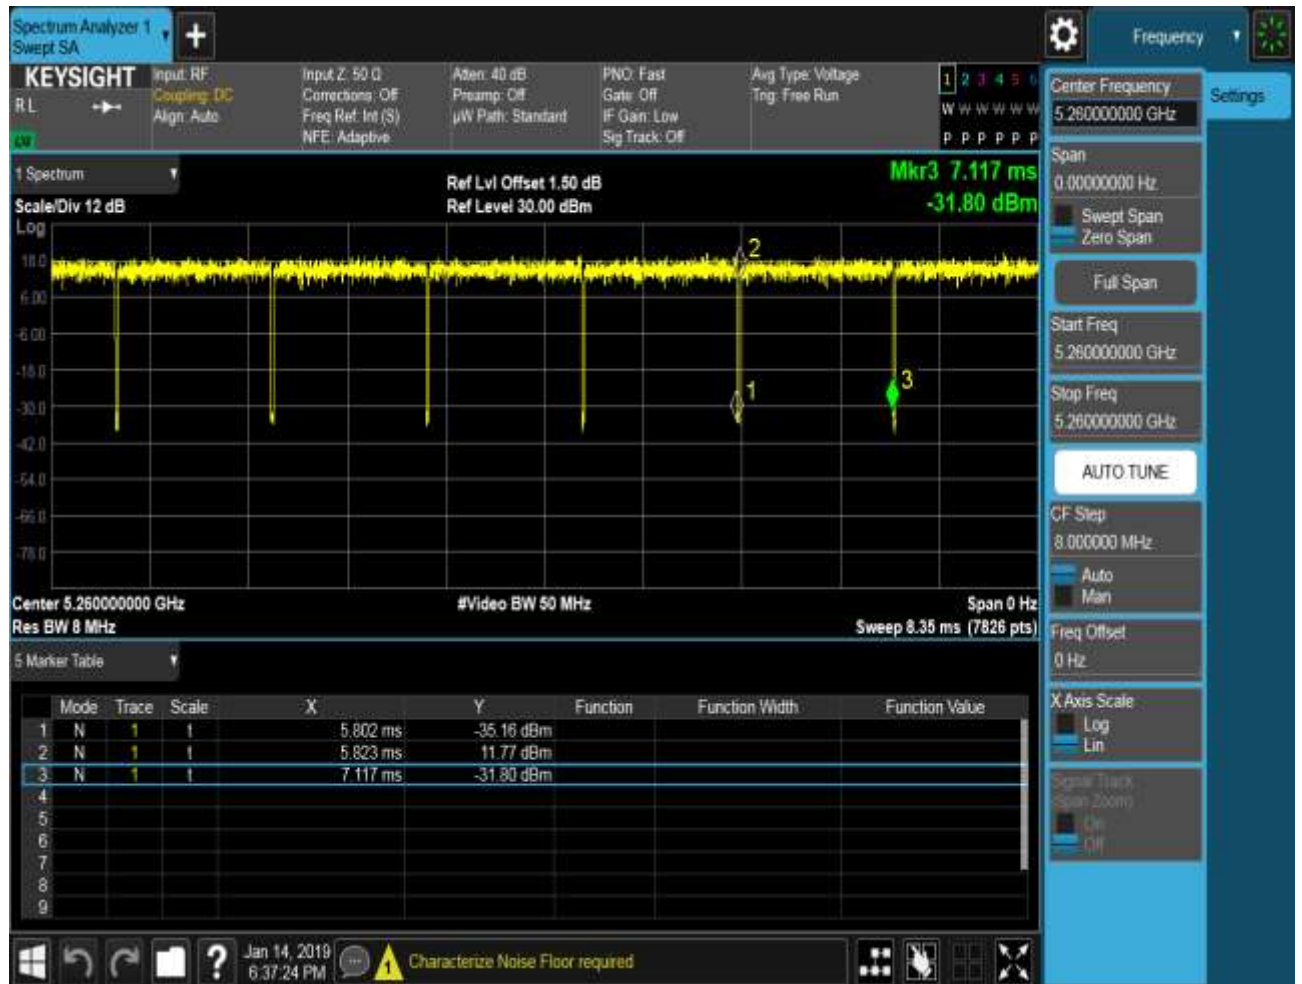 Spectrum Analyzer 1
Swept SA
+
Frequency
KEYSIGHT
RL
Input: RF
Coupling: DC
Align: Auto
Input Z: 50 Ω
Corrections: Off
Freq Ref: Int (S)
NFE: Adaptive
Atten: 40 dB
Preamp: Off
µW Path: Standard
PNO: Fast
Gate: Off
IF Gain: Low
Sig Track: Off
Avg Type: Voltage
Trig: Free Run
1 2 3 4 5 6
W W W W W W
P P P P P P
1 Spectrum
Scale/Div 12 dB
Log
Ref Lvl Offset 1.50 dB
Ref Level 30.00 dBm
Mkr3 7.117 ms
-31.80 dBm
18.0
6.00
-6.00
-18.0
-30.0
-42.0
-54.0
-66.0
-78.0
2
1
3
Center 5.260000000 GHz
#Video BW 50 MHz
Span 0 Hz
Res BW 8 MHz
Sweep 8.35 ms (7826 pts)
5 Marker Table
Mode Trace Scale X Y Function Function Width Function Value
1 N 1 t 5.802 ms -35.16 dBm
2 N 1 t 5.823 ms 11.77 dBm
3 N 1 t 7.117 ms -31.80 dBm
4
5
6
7
8
9
Center Frequency
5.260000000 GHz
Settings
Span
0.00000000 Hz
Swept Span
Zero Span
Full Span
Start Freq
5.260000000 GHz
Stop Freq
5.260000000 GHz
AUTO TUNE
CF Step
8.000000 MHz
Auto
Man
Freq Offset
0 Hz
X Axis Scale
Log
Lin
Signal Track
(Span Zoom)
On
Off
?
Jan 14, 2019
6:37:24 PM
1
Characterize Noise Floor required